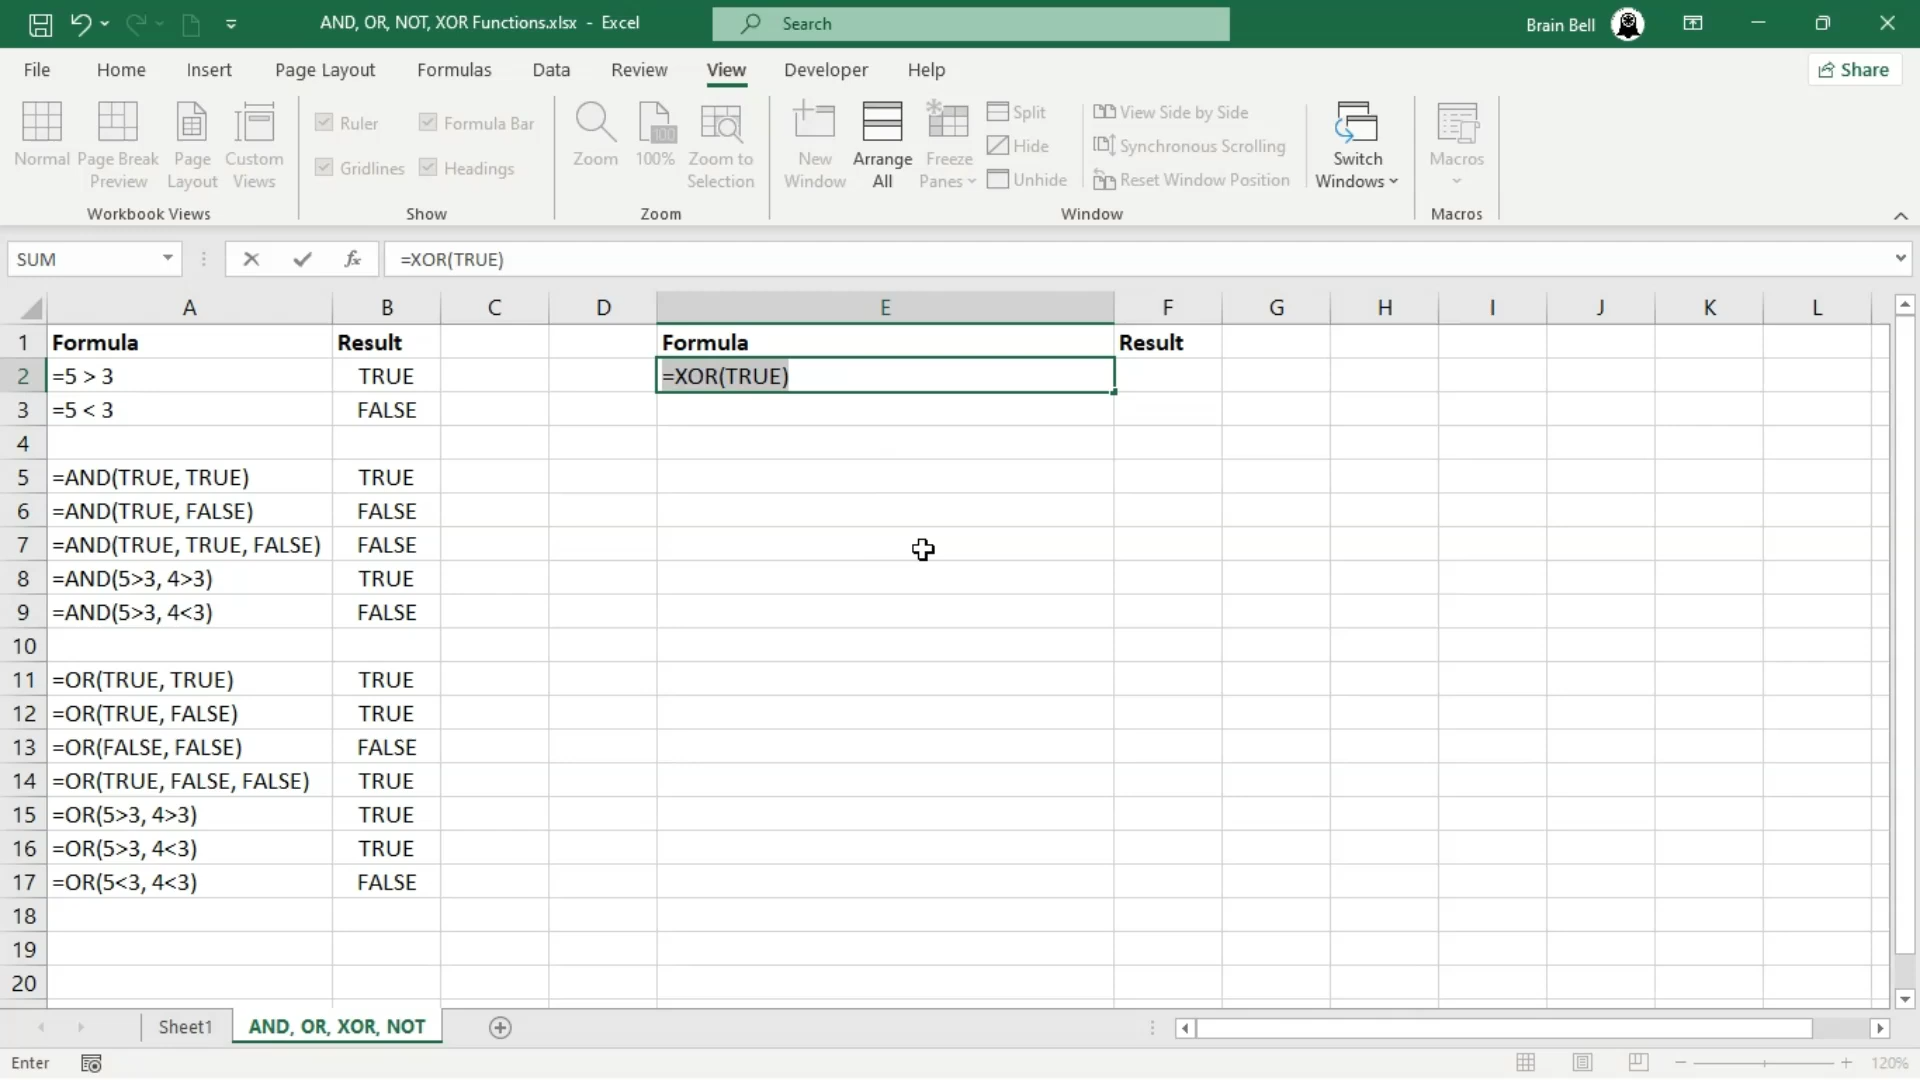 AND, OR, NOT, XOR Functions.xlsx - Excel
Search
Brain Bell
File Home Insert Page Layout Formulas Data Review View Developer Help
Share
Normal
Page Break Preview
Page Layout
Custom Views
Workbook Views
Ruler
Formula Bar
Gridlines
Headings
Show
Zoom
100
100%
Zoom to Selection
Zoom
New Window
Arrange All
Freeze Panes
Split
Hide
Unhide
View Side by Side
Synchronous Scrolling
Reset Window Position
Window
Switch Windows
Macros
Macros
SUM
fx
=XOR(TRUE)
A B C D E F G H I J K L
1 Formula Result Formula Result
2 =5 > 3 TRUE =XOR(TRUE)
3 =5 < 3 FALSE
4
5 =AND(TRUE, TRUE) TRUE
6 =AND(TRUE, FALSE) FALSE
7 =AND(TRUE, TRUE, FALSE) FALSE
8 =AND(5>3, 4>3) TRUE
9 =AND(5>3, 4<3) FALSE
10
11 =OR(TRUE, TRUE) TRUE
12 =OR(TRUE, FALSE) TRUE
13 =OR(FALSE, FALSE) FALSE
14 =OR(TRUE, FALSE, FALSE) TRUE
15 =OR(5>3, 4>3) TRUE
16 =OR(5>3, 4<3) TRUE
17 =OR(5<3, 4<3) FALSE
18
19
20
Sheet1 AND, OR, XOR, NOT
Enter
120%